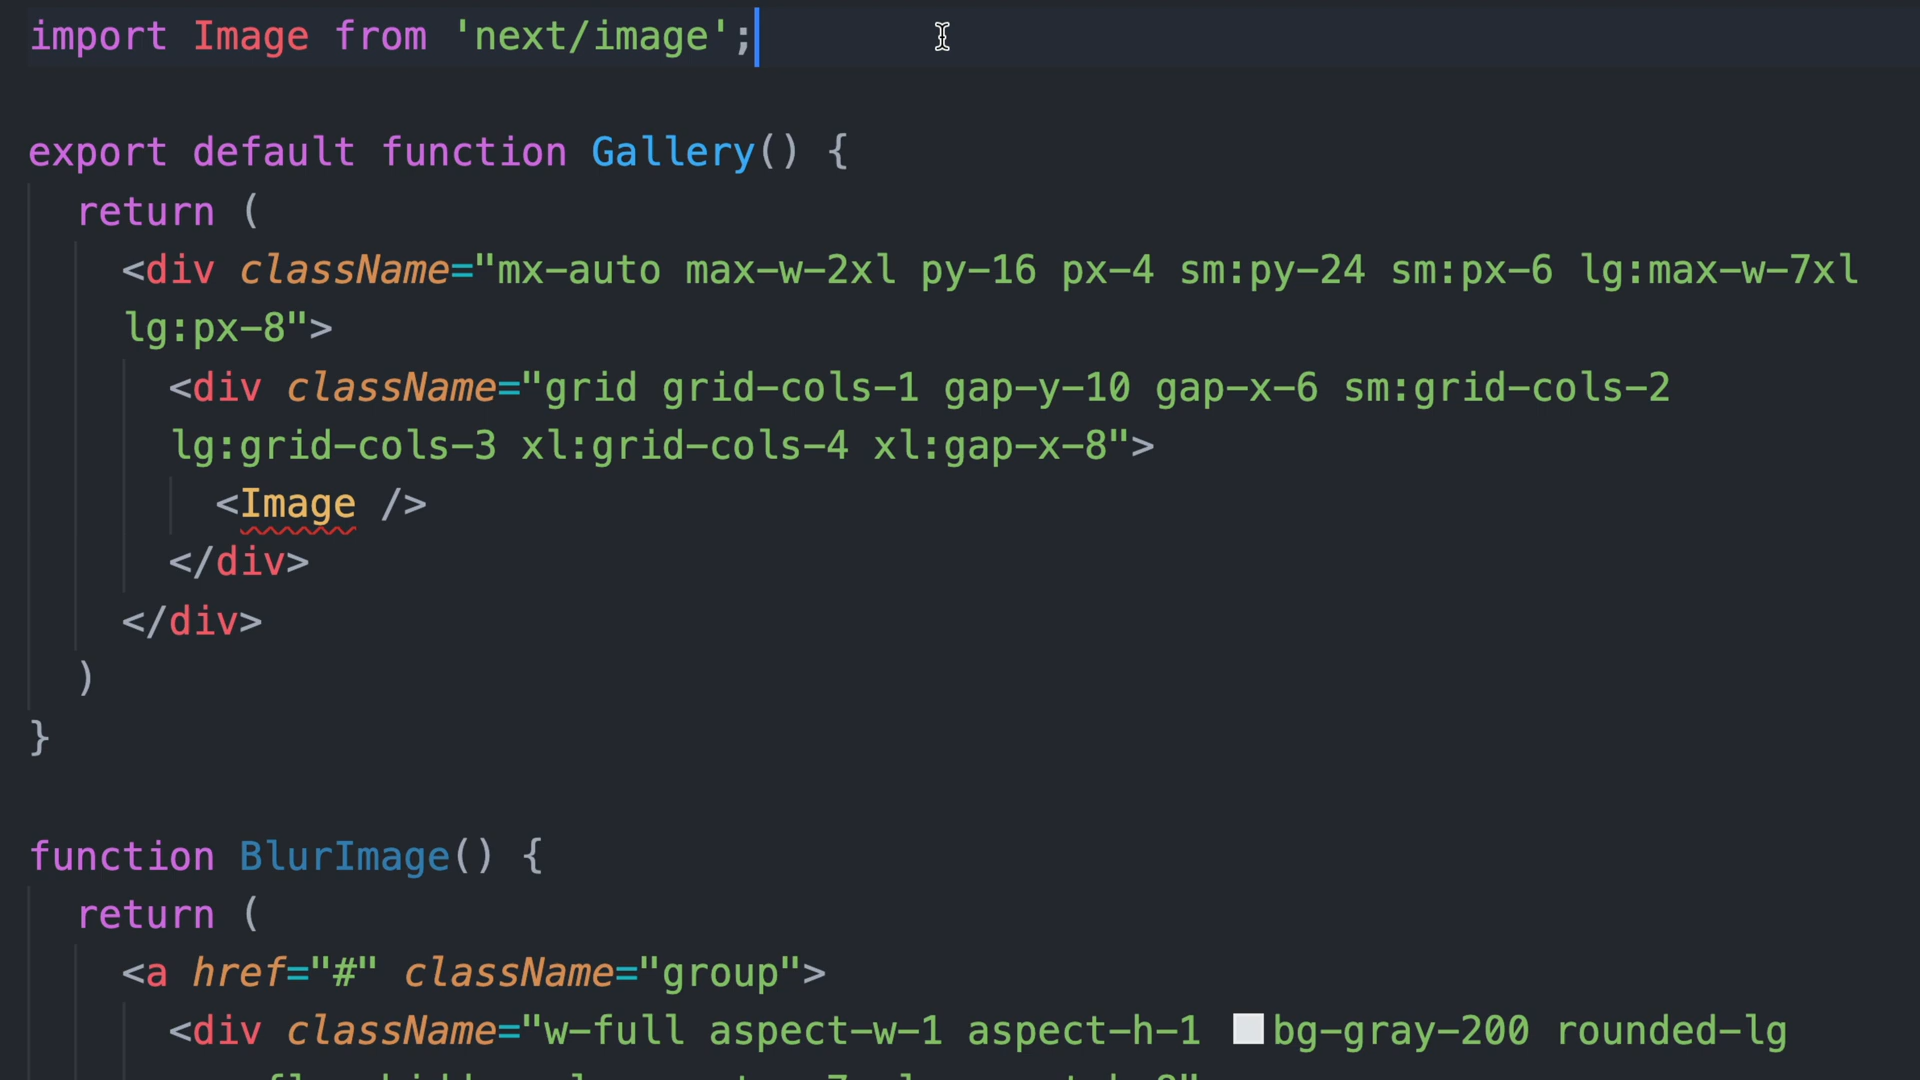 import Image from 'next/image';
export default function Gallery() {
return (
<div className="mx-auto max-w-2xl py-16 px-4 sm:py-24 sm:px-6 lg:max-w-7xl
lg:px-8">
<div className="grid grid-cols-1 gap-y-10 gap-x-6 sm:grid-cols-2
lg:grid-cols-3 xl:grid-cols-4 xl:gap-x-8">
<Image />
</div>
</div>
)
}
function BlurImage() {
return (
<a href="#" className="group">
<div className="w-full aspect-w-1 aspect-h-1 bg-gray-200 rounded-lg